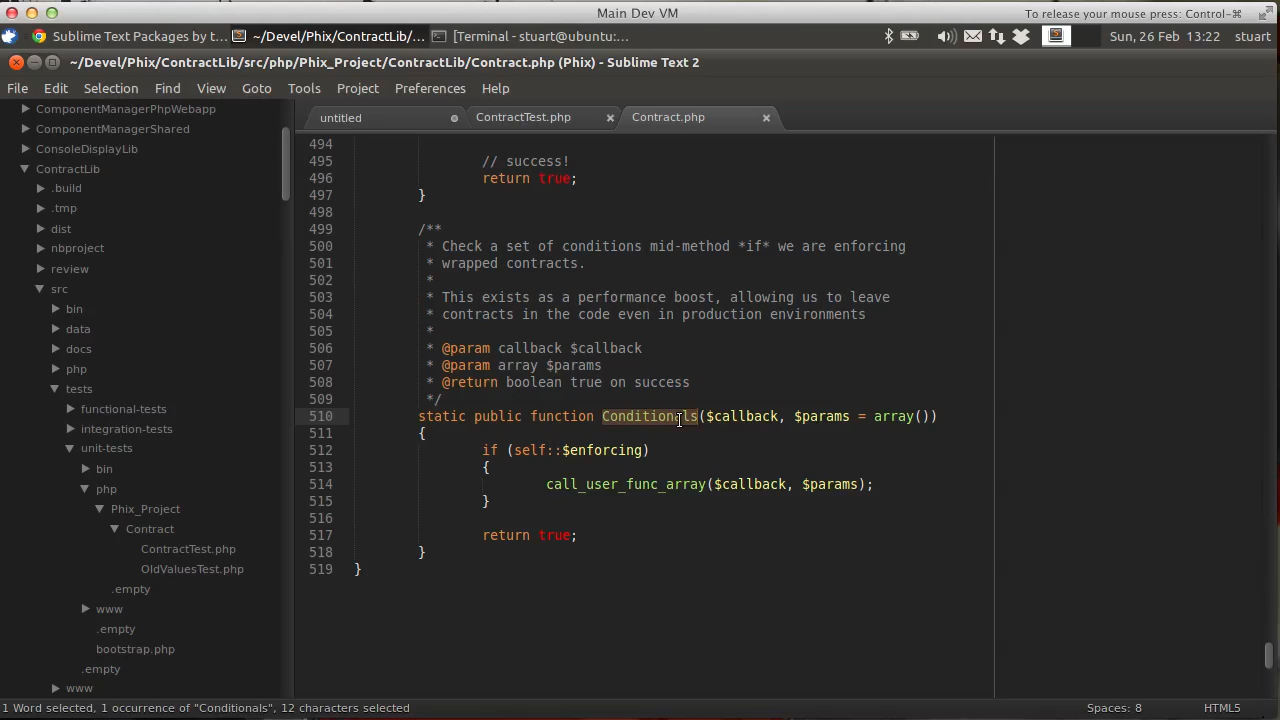 Main Dev VM
To release your mouse press: Control-⌘
Sublime Text Packages by t...
~/Devel/Phix/ContractLib/...
[Terminal - stuart@ubuntu:...
Sun, 26 Feb 13:22
stuart
~/Devel/Phix/ContractLib/src/php/Phix_Project/ContractLib/Contract.php (Phix) - Sublime Text 2
File Edit Selection Find View Goto Tools Project Preferences Help
ComponentManagerPhpWebapp
ComponentManagerShared
ConsoleDisplayLib
ContractLib
.build
.tmp
dist
nbproject
review
src
bin
data
docs
php
tests
functional-tests
integration-tests
unit-tests
bin
php
Phix_Project
Contract
ContractTest.php
OldValuesTest.php
.empty
www
.empty
bootstrap.php
.empty
www
untitled
ContractTest.php
Contract.php
494
495 // success!
496 return true;
497 }
498
499 /**
500 * Check a set of conditions mid-method *if* we are enforcing
501 * wrapped contracts.
502 *
503 * This exists as a performance boost, allowing us to leave
504 * contracts in the code even in production environments
505 *
506 * @param callback $callback
507 * @param array $params
508 * @return boolean true on success
509 */
510 static public function Conditionals($callback, $params = array())
511 {
512 if (self::$enforcing)
513 {
514 call_user_func_array($callback, $params);
515 }
516
517 return true;
518 }
519 }
1 Word selected, 1 occurrence of "Conditionals", 12 characters selected
Spaces: 8
HTML5